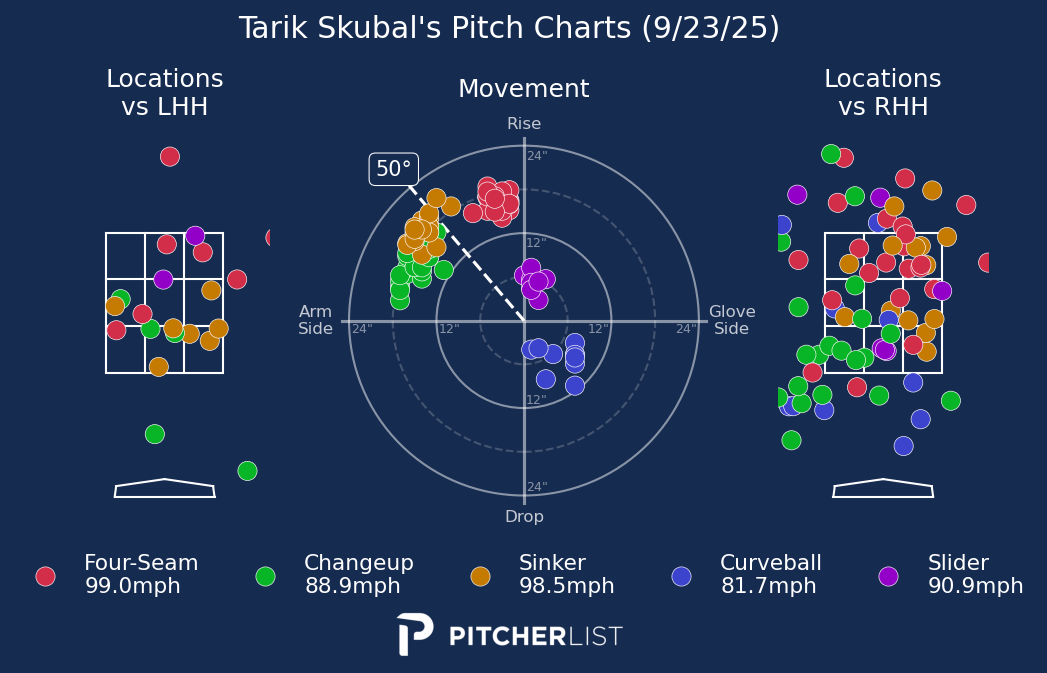 Tarik Skubal's Pitch Charts (9/23/25)
Locations
vs LHH
Movement
Locations
vs RHH
Rise
24"
50°
12"
Arm
Side
24"
12"
12"
24"
Glove
Side
12"
24"
Drop
Four-Seam
99.0mph
Changeup
88.9mph
Sinker
98.5mph
Curveball
81.7mph
Slider
90.9mph
PITCHERLIST